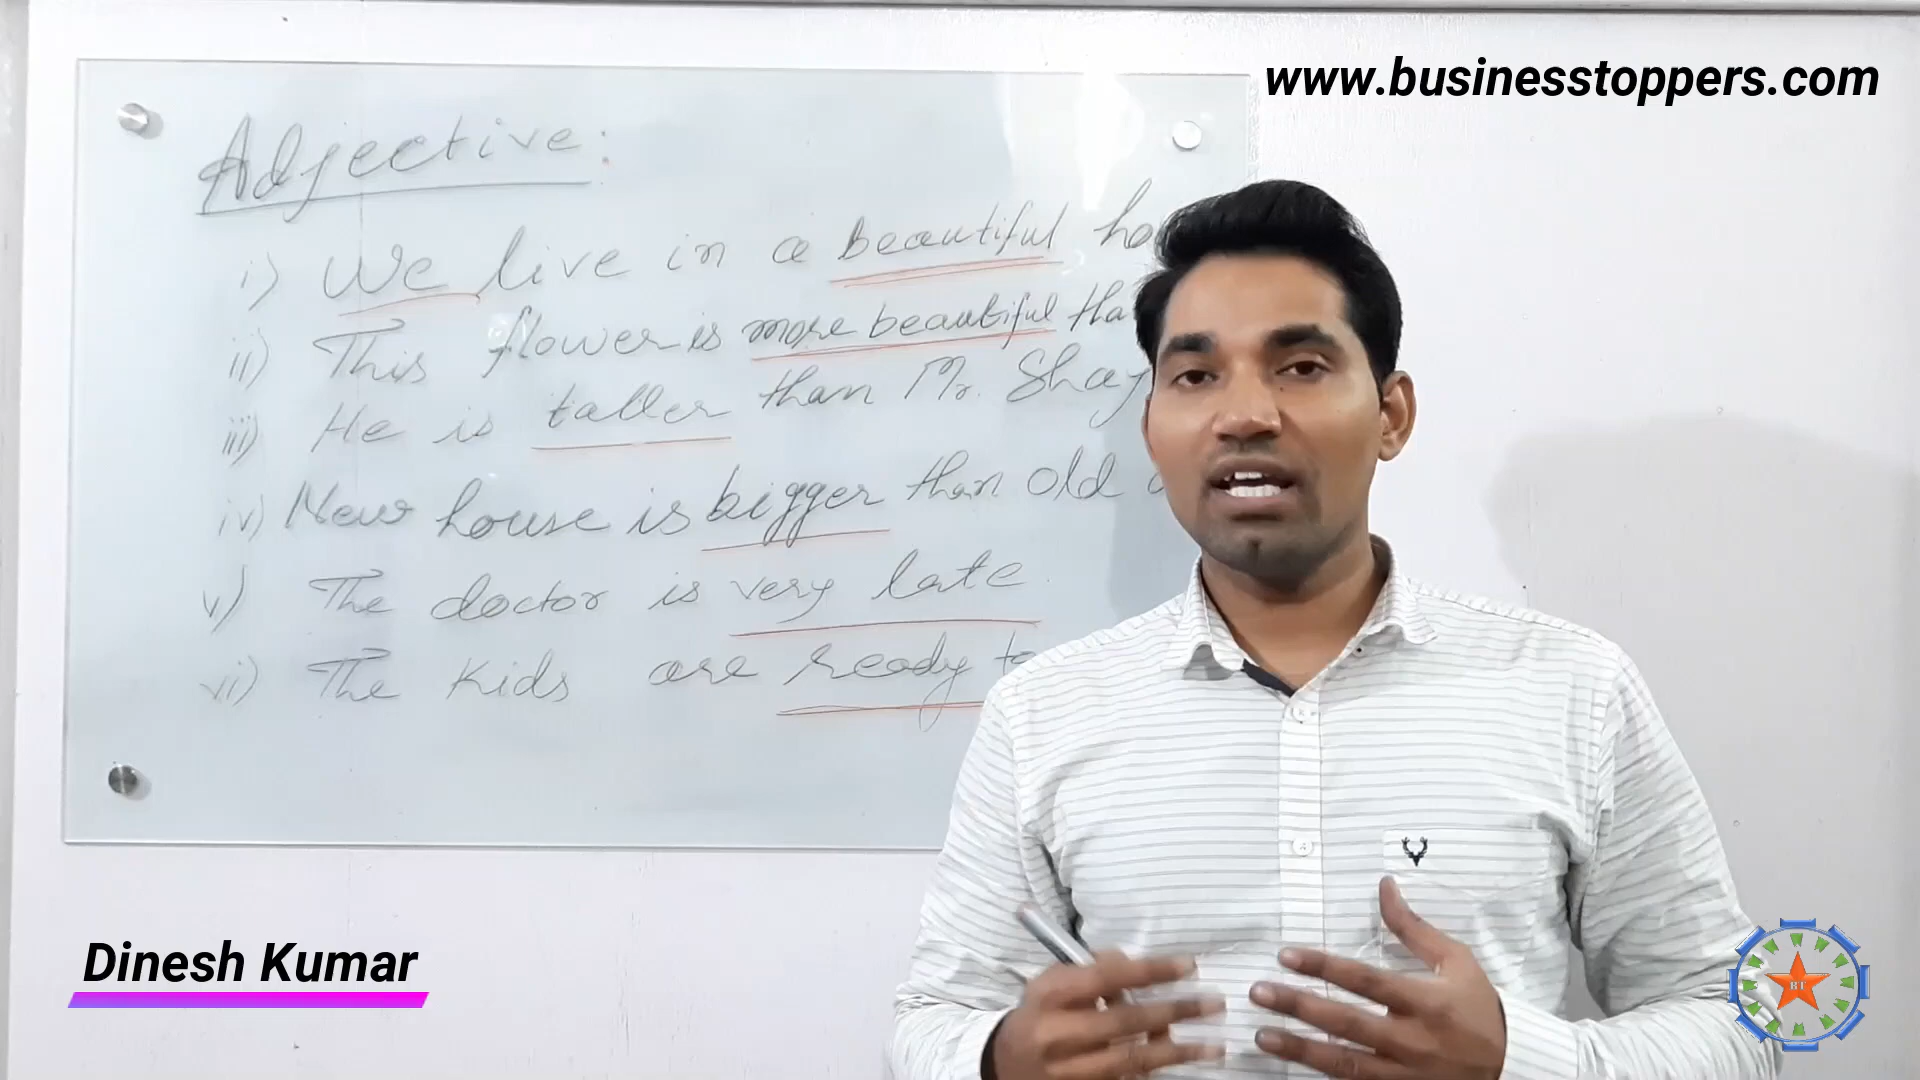 www.businesstoppers.com
Adjective:
i) We live in a beautiful ho
ii) This flower is more beautiful tha
iii) He is taller than Mr. Shay
iv) New house is bigger than old
v) The doctor is very late.
vi) The Kids are ready to
Dinesh Kumar
BT